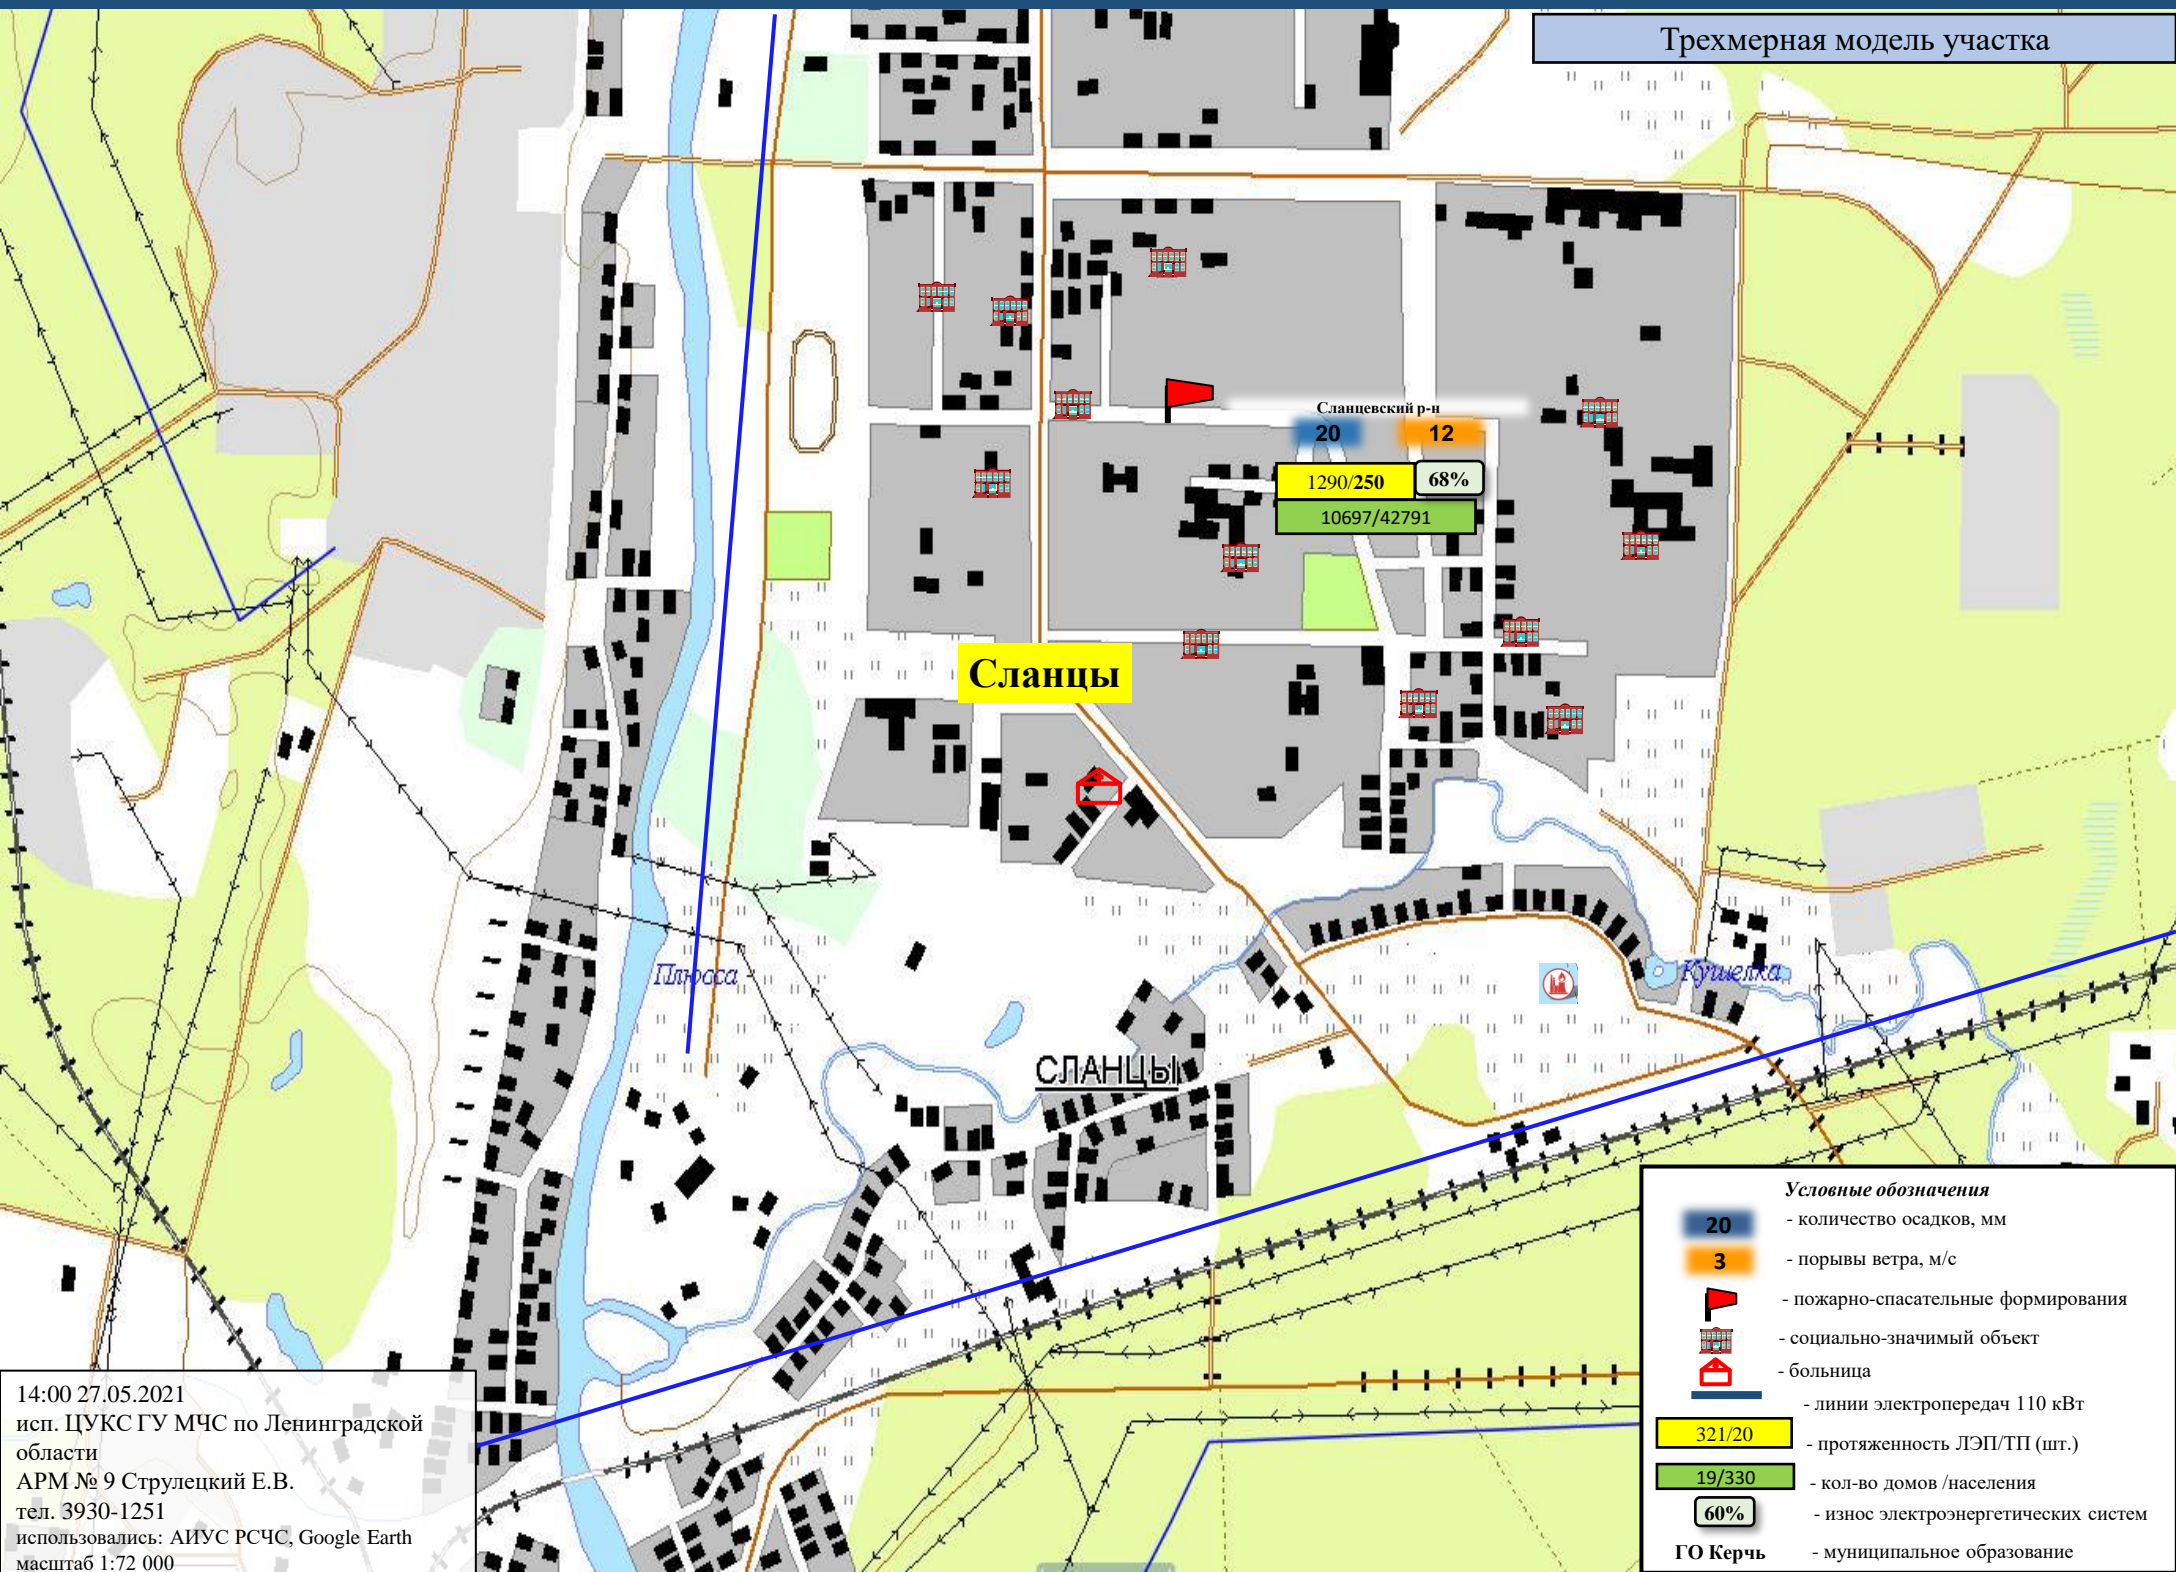 Трехмерная модель участка
Сланцевский р-н
20
12
1290/250
68%
10697/42791
Сланцы
Плюсса
Кушелка
СЛАНЦЫ
Условные обозначения
20 - количество осадков, мм
3 - порывы ветра, м/с
- пожарно-спасательные формирования
- социально-значимый объект
- больница
- линии электропередач 110 кВт
321/20 - протяженность ЛЭП/ТП (шт.)
19/330 - кол-во домов /населения
60% - износ электроэнергетических систем
ГО Керчь - муниципальное образование
14:00 27.05.2021
исп. ЦУКС ГУ МЧС по Ленинградской
области
АРМ № 9 Струлецкий Е.В.
тел. 3930-1251
использовались: АИУС РСЧС, Google Earth
масштаб 1:72 000